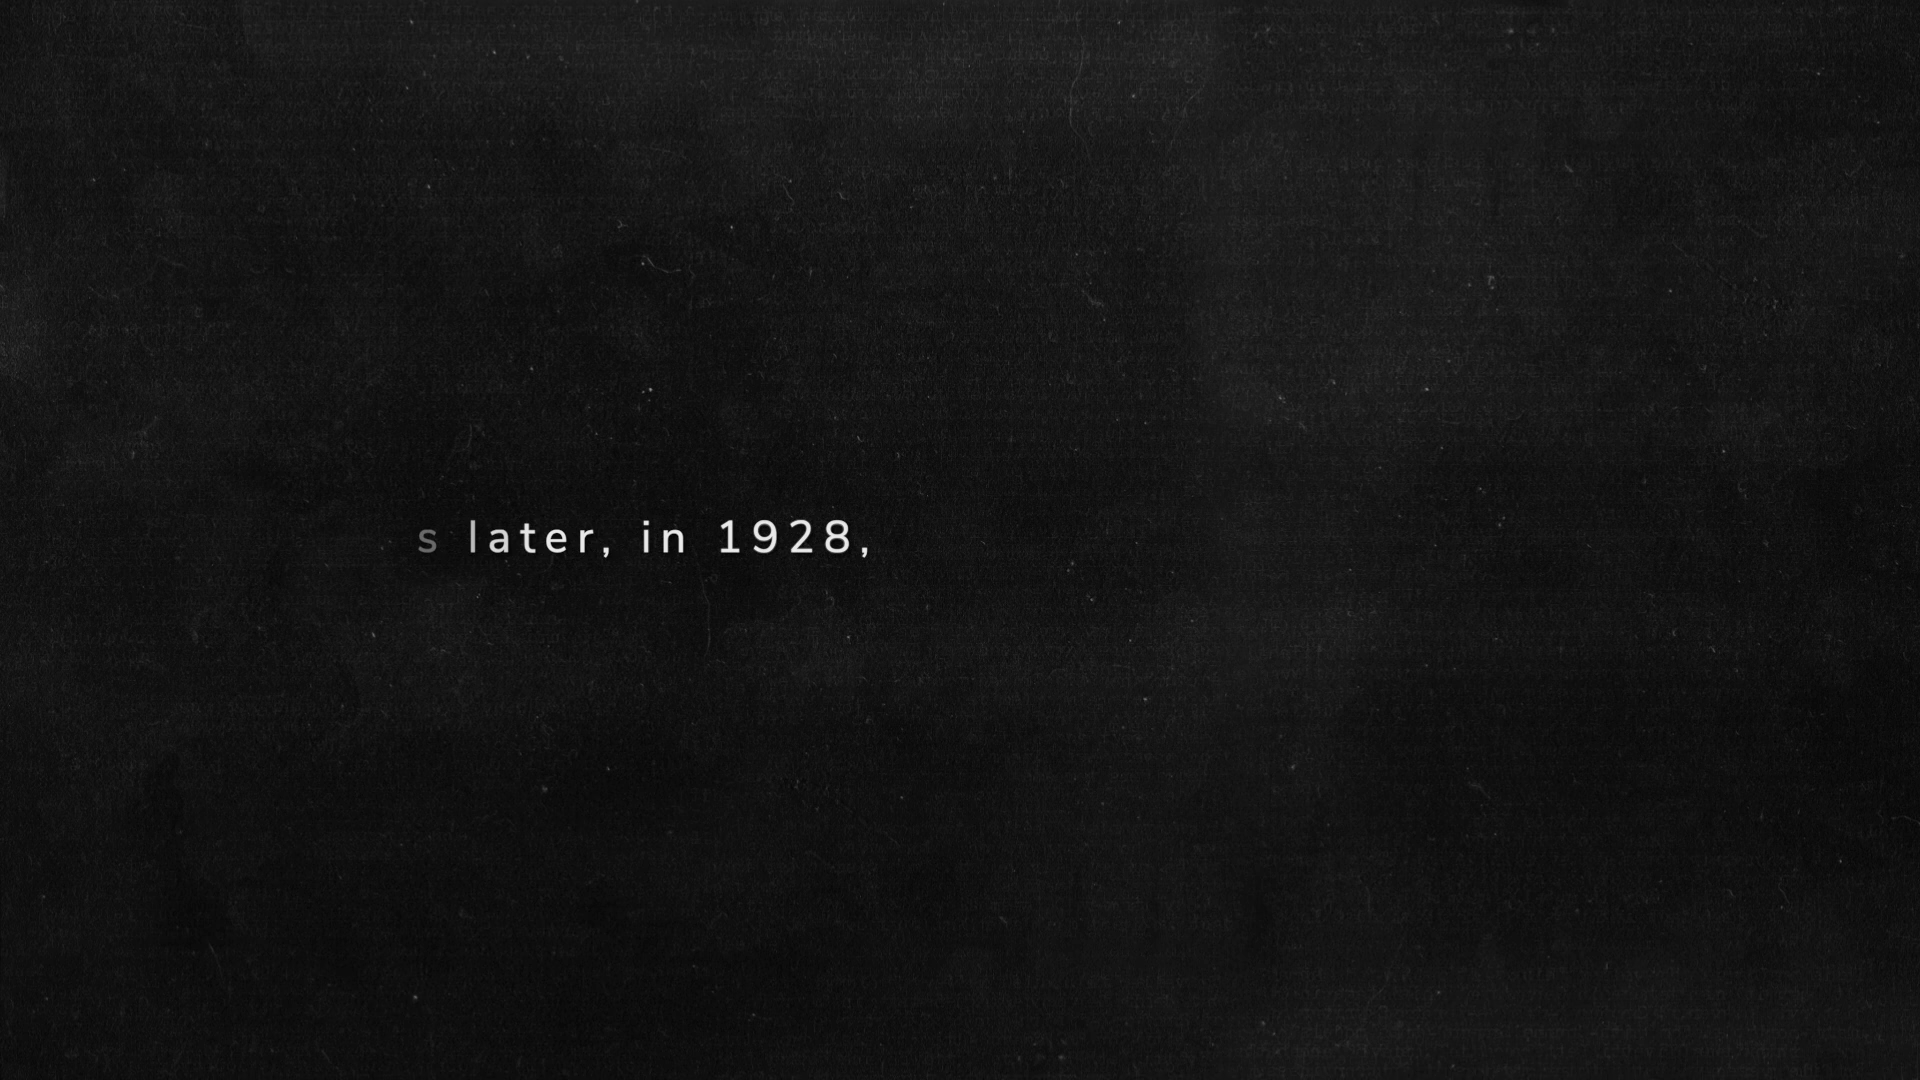 s later, in 1928,